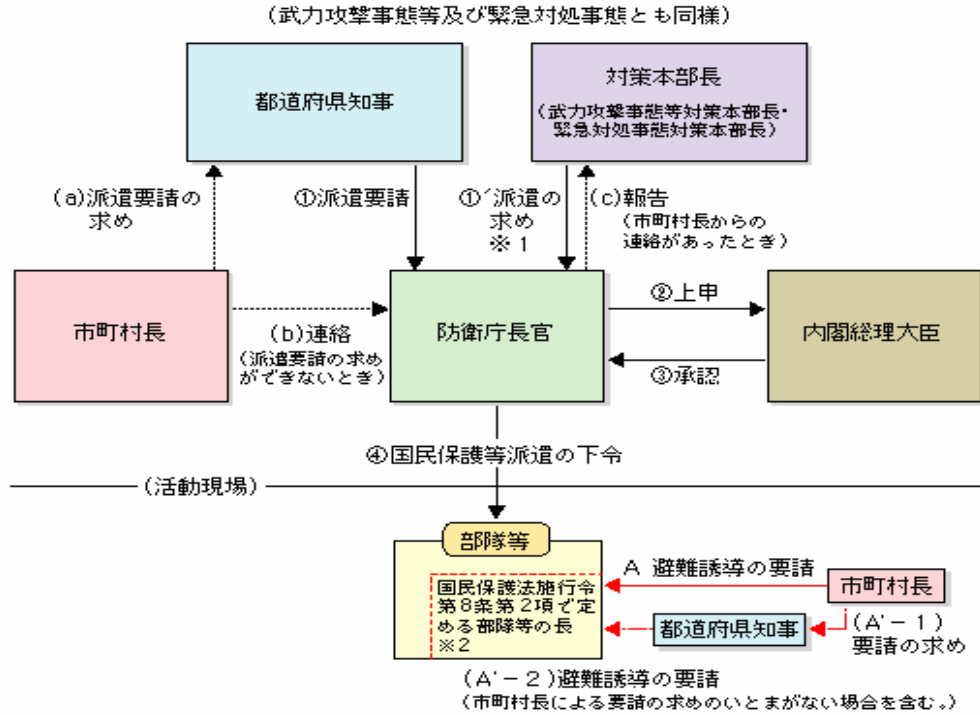 (武力攻撃事態等及び緊急対処事態とも同様)
都道府県知事
対策本部長
(武力攻撃事態等対策本部長・
緊急対処事態対策本部長)
(a)派遣要請の
求め
①派遣要請
①´派遣の
求め
※1
(c)報告
(市町村長からの
連絡があったとき)
市町村長
(b)連絡
(派遣要請の求め
ができないとき)
防衛庁長官
②上申
③承認
内閣総理大臣
④国民保護等派遣の下令
(活動現場)
部隊等
国民保護法施行令
第8条第2項で定
める部隊等の長
※2
A 避難誘導の要請
市町村長
都道府県知事
(A'-1)
要請の求め
(A'-2)避難誘導の要請
(市町村長による要請の求めのいとまがない場合を含む。)